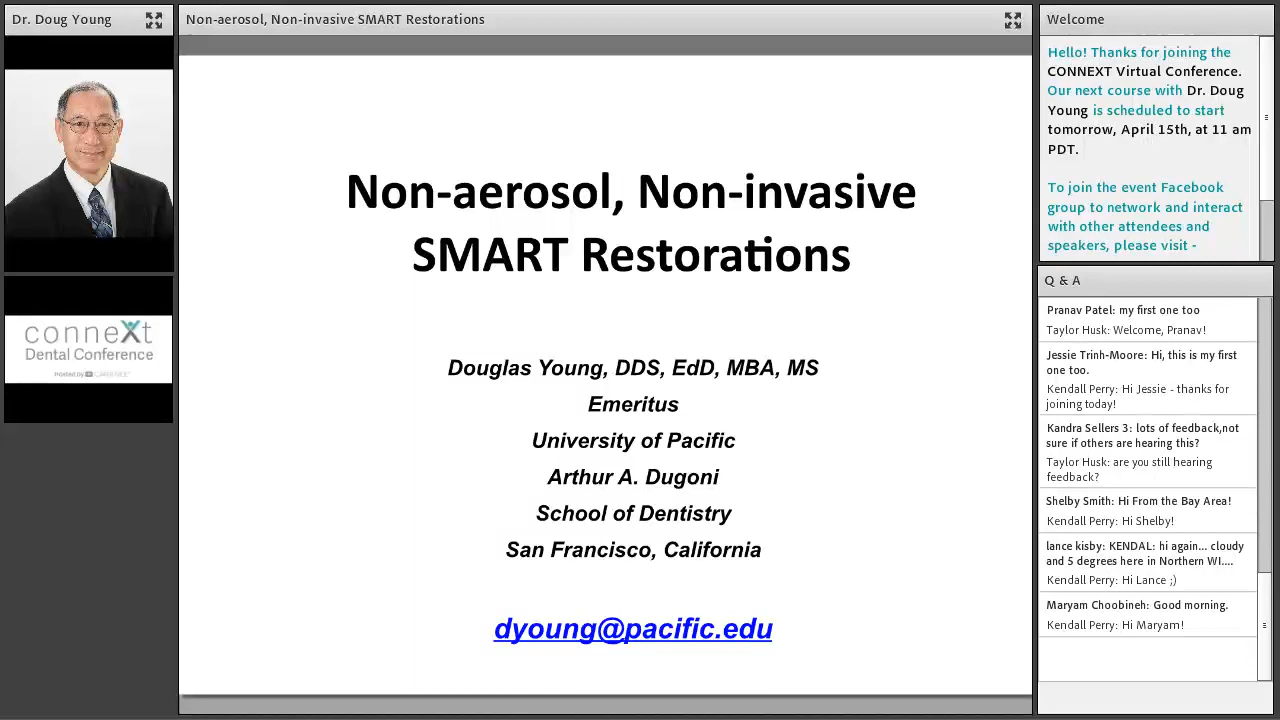 Dr. Doug Young
Non-aerosol, Non-invasive SMART Restorations
Welcome
conneXt
Dental Conference
Hosted by
Non-aerosol, Non-invasive
SMART Restorations
Douglas Young, DDS, EdD, MBA, MS
Emeritus
University of Pacific
Arthur A. Dugoni
School of Dentistry
San Francisco, California
dyoung@pacific.edu
Hello! Thanks for joining the
CONNEXT Virtual Conference.
Our next course with Dr. Doug
Young is scheduled to start
tomorrow, April 15th, at 11 am
PDT.
To join the event Facebook
group to network and interact
with other attendees and
speakers, please visit -
Q & A
Pranav Patel: my first one too
Taylor Husk: Welcome, Pranav!
Jessie Trinh-Moore: Hi, this is my first
one too.
Kendall Perry: Hi Jessie - thanks for
joining today!
Kandra Sellers 3: lots of feedback,not
sure if others are hearing this?
Taylor Husk: are you still hearing
feedback?
Shelby Smith: Hi From the Bay Area!
Kendall Perry: Hi Shelby!
lance kisby: KENDAL: hi again... cloudy
and 5 degrees here in Northern WI....
Kendall Perry: Hi Lance ;)
Maryam Choobineh: Good morning.
Kendall Perry: Hi Maryam!